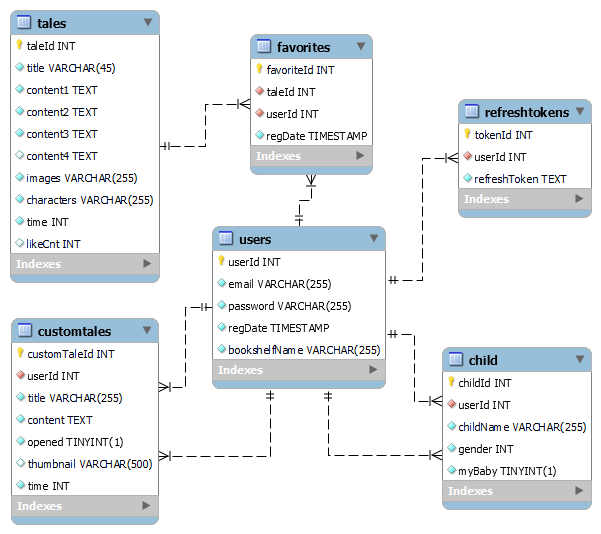 tales
taleId INT
title VARCHAR(45)
content1 TEXT
content2 TEXT
content3 TEXT
content4 TEXT
images VARCHAR(255)
characters VARCHAR(255)
time INT
likeCnt INT
Indexes
favorites
favoriteId INT
taleId INT
userId INT
regDate TIMESTAMP
Indexes
refreshtokens
tokenId INT
userId INT
refreshToken TEXT
Indexes
users
userId INT
email VARCHAR(255)
password VARCHAR(255)
regDate TIMESTAMP
bookshelfName VARCHAR(255)
Indexes
customtales
customTaleId INT
userId INT
title VARCHAR(255)
content TEXT
opened TINYINT(1)
thumbnail VARCHAR(500)
time INT
Indexes
child
childId INT
userId INT
childName VARCHAR(255)
gender INT
myBaby TINYINT(1)
Indexes